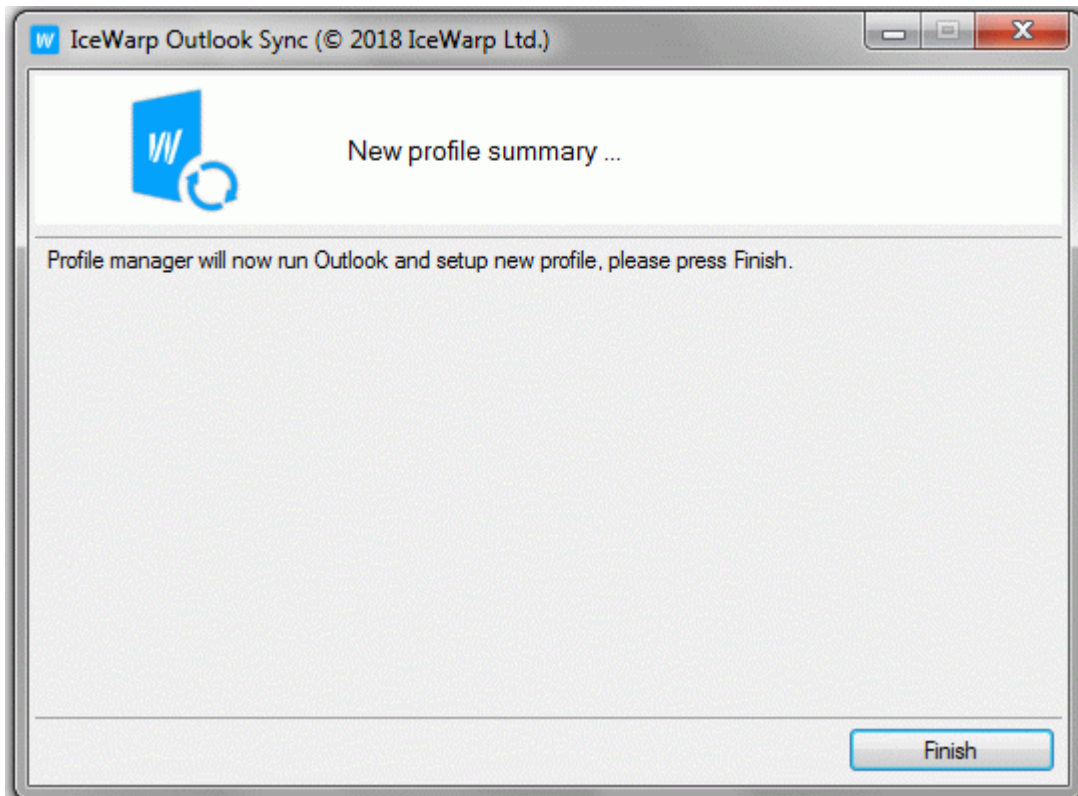 W IceWarp Outlook Sync (© 2018 IceWarp Ltd.)
W
New profile summary ...
Profile manager will now run Outlook and setup new profile, please press Finish.
Finish